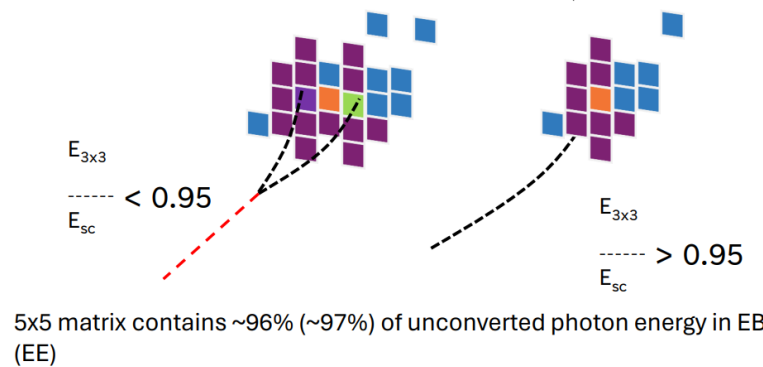 E3x3
------ < 0.95
Esc
E3x3
------ > 0.95
Esc
5x5 matrix contains ~96% (~97%) of unconverted photon energy in EB
(EE)